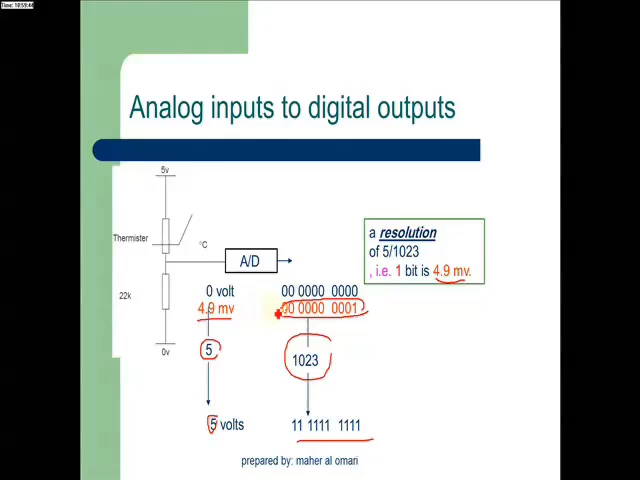 Time: 10:59:44
Analog inputs to digital outputs
5v
Thermister
°C
22k
0v
A/D
a resolution
of 5/1023
, i.e. 1 bit is 4.9 mv.
0 volt 00 0000 0000
4.9 mv 00 0000 0001
5 1023
5 volts 11 1111 1111
prepared by: maher al omari